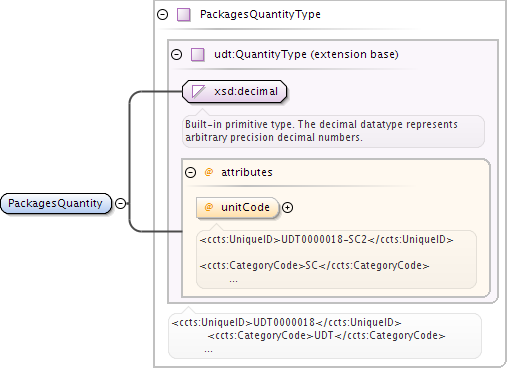 PackagesQuantityType
udt:QuantityType (extension base)
xsd:decimal
Built-in primitive type. The decimal datatype represents
arbitrary precision decimal numbers.
@ attributes
PackagesQuantity
@ unitCode
<ccts:UniqueID>UDT0000018-SC2</ccts:UniqueID>
<ccts:CategoryCode>SC</ccts:CategoryCode>
...
<ccts:UniqueID>UDT0000018</ccts:UniqueID>
<ccts:CategoryCode>UDT</ccts:CategoryCode>
...